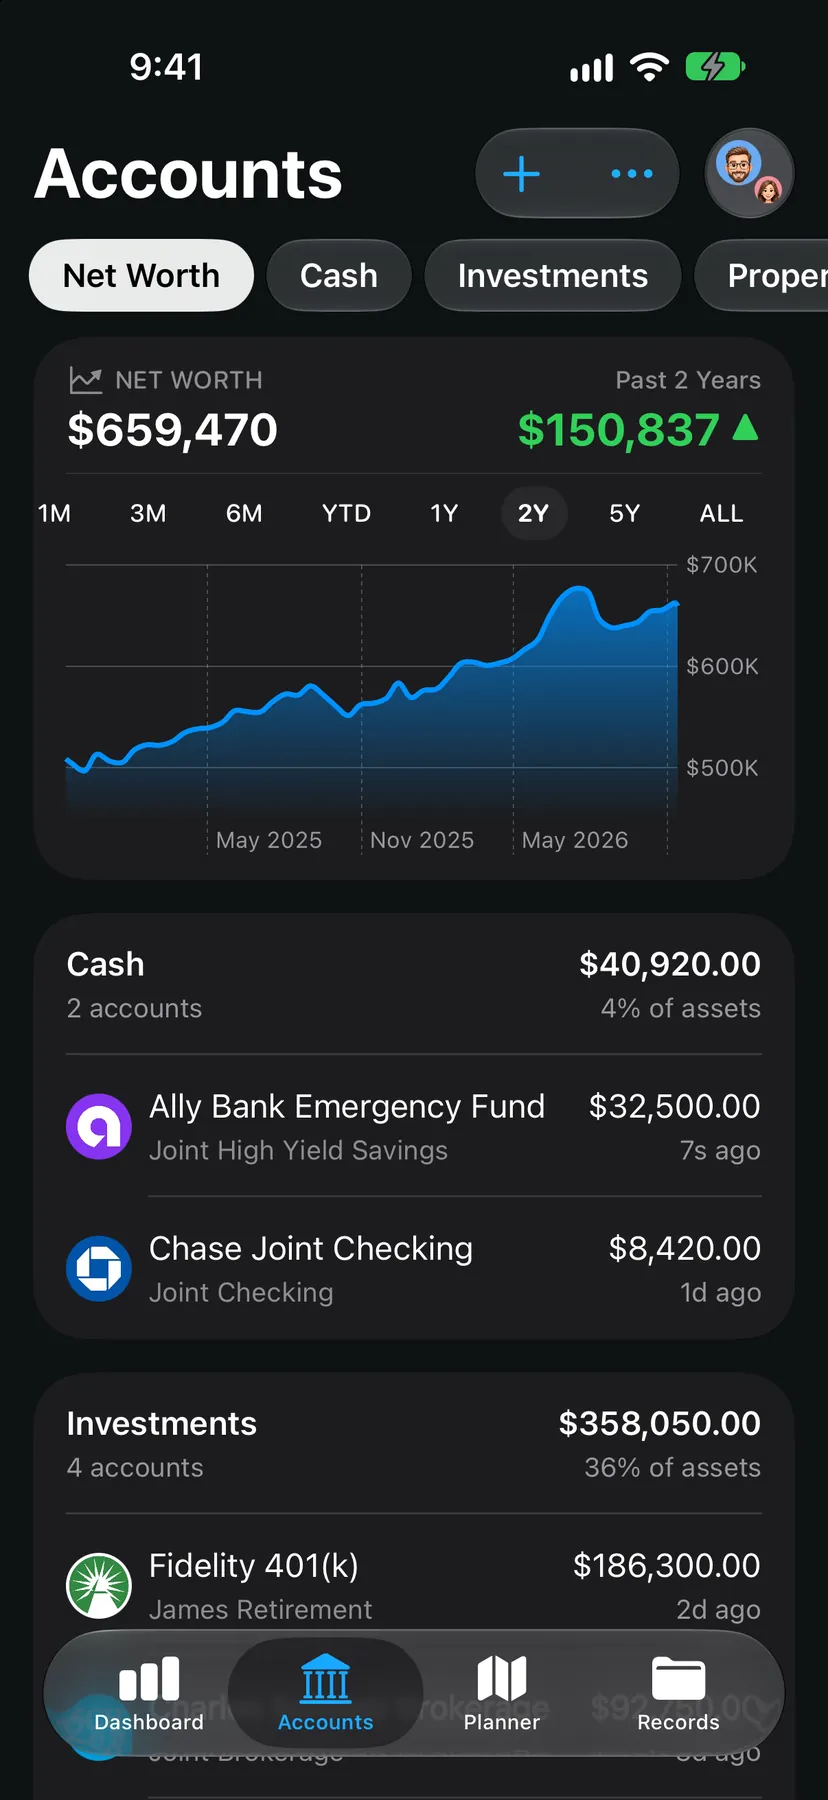 9:41
Accounts
Net Worth Cash Investments Proper
NET WORTH Past 2 Years
$659,470 $150,837
1M 3M 6M YTD 1Y 2Y 5Y ALL
$700K
$600K
$500K
May 2025 Nov 2025 May 2026
Cash $40,920.00
2 accounts 4% of assets
Ally Bank Emergency Fund $32,500.00
Joint High Yield Savings 7s ago
Chase Joint Checking $8,420.00
Joint Checking 1d ago
Investments $358,050.00
4 accounts 36% of assets
Fidelity 401(k) $186,300.00
James Retirement 2d ago
Dashboard Accounts Planner Records
Joint Brokerage ago